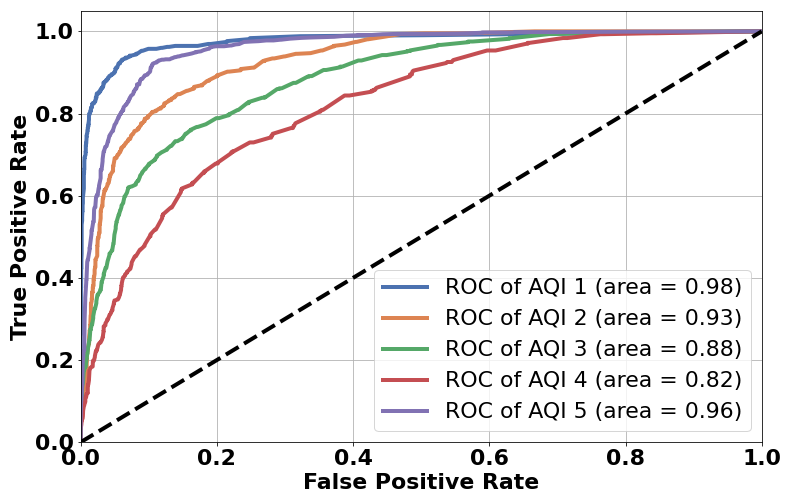 1.0
0.8
0.6
0.4
0.2
0.0
True Positive Rate
ROC of AQI 1 (area = 0.98)
ROC of AQI 2 (area = 0.93)
ROC of AQI 3 (area = 0.88)
ROC of AQI 4 (area = 0.82)
ROC of AQI 5 (area = 0.96)
0.0 0.2 0.4 0.6 0.8 1.0
False Positive Rate